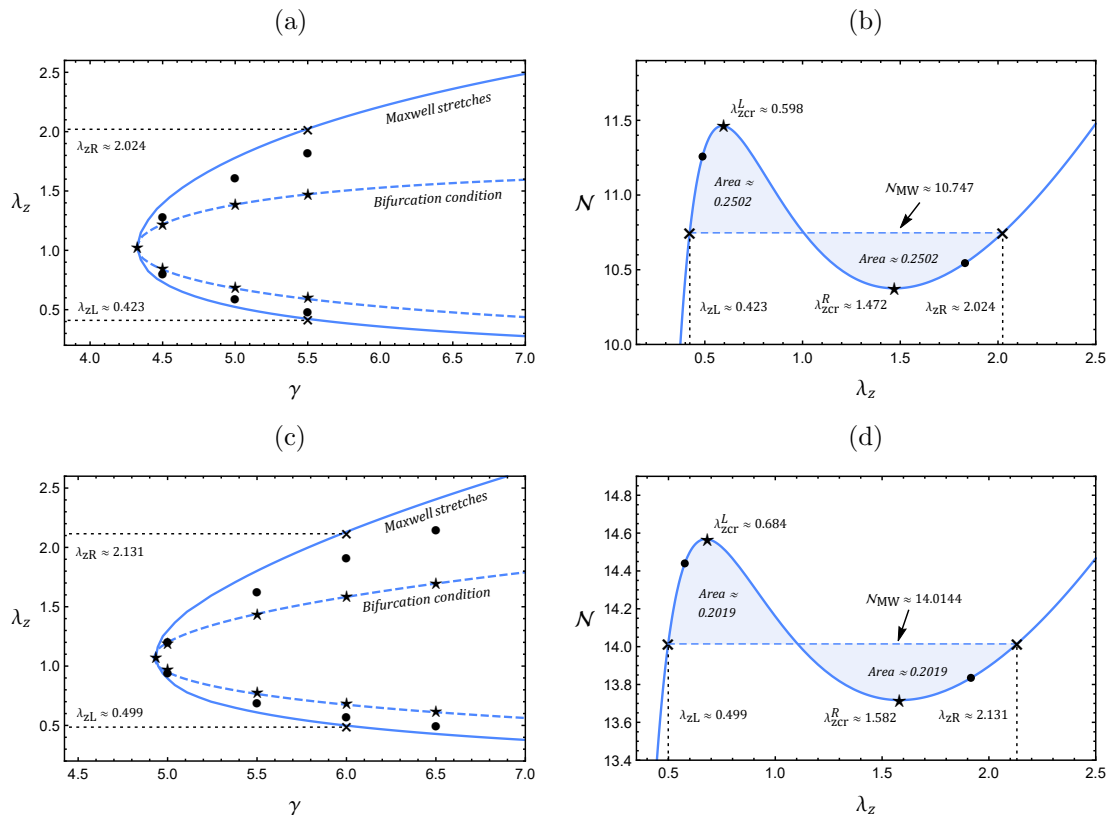 (a)
2.5
2.0
1.5
1.0
0.5
λz
λzR ≈ 2.024
λzL ≈ 0.423
Maxwell stretches
Bifurcation condition
4.0 4.5 5.0 5.5 6.0 6.5 7.0
γ
(b)
11.5
11.0
10.5
10.0
𝒩
λ^L_zcr ≈ 0.598
Area ≈
0.2502
𝒩MW ≈ 10.747
Area ≈ 0.2502
λzL ≈ 0.423
λ^R_zcr ≈ 1.472
λzR ≈ 2.024
0.5 1.0 1.5 2.0 2.5
λz
(c)
2.5
2.0
1.5
1.0
0.5
λz
λzR ≈ 2.131
λzL ≈ 0.499
Maxwell stretches
Bifurcation condition
4.5 5.0 5.5 6.0 6.5 7.0
γ
(d)
14.8
14.6
14.4
14.2
14.0
13.8
13.6
13.4
𝒩
λ^L_zcr ≈ 0.684
Area ≈
0.2019
𝒩MW ≈ 14.0144
Area ≈ 0.2019
λzL ≈ 0.499
λ^R_zcr ≈ 1.582
λzR ≈ 2.131
0.5 1.0 1.5 2.0 2.5
λz